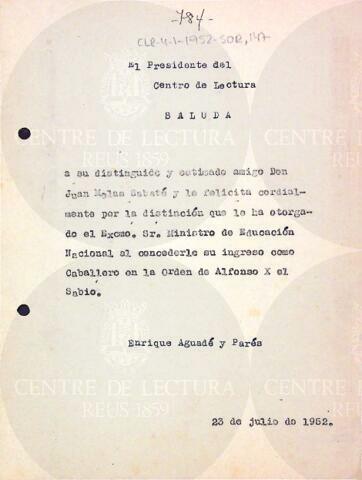 -784-
CLR-4-1-1952-SOR,147
El Presidente del
Centro de Lectura
SALUDA
a su distinguido y estimado amigo Don
Juan Molas Sabaté y le felicita cordial-
mente por la distinción que le ha otorga-
do el Excmo. Sr. Ministro de Educación
Nacional al concederle su ingreso como
Caballero en la Orden de Alfonso X el
Sabio.
Enrique Aguadé y Parés
23 de julio de 1952.
CENTRE DE LECTURA
REUS 1859
CENTRE DE LECTURA
REUS 1859